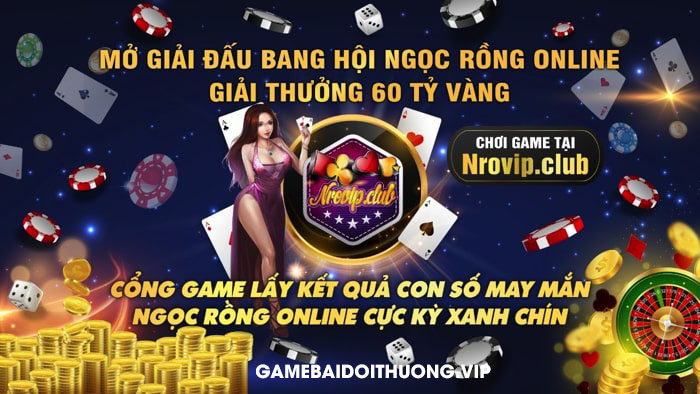 MỞ GIẢI ĐẤU BANG HỘI NGỌC RỒNG ONLINE
GIẢI THƯỞNG 60 TỶ VÀNG
CHƠI GAME TẠI
Nrovip.club
Nrovip.club
CỔNG GAME LẤY KẾT QUẢ CON SỐ MAY MẮN
NGỌC RỒNG ONLINE CỰC KỲ XANH CHÍN
GAMEBAIDOITHUONG.VIP